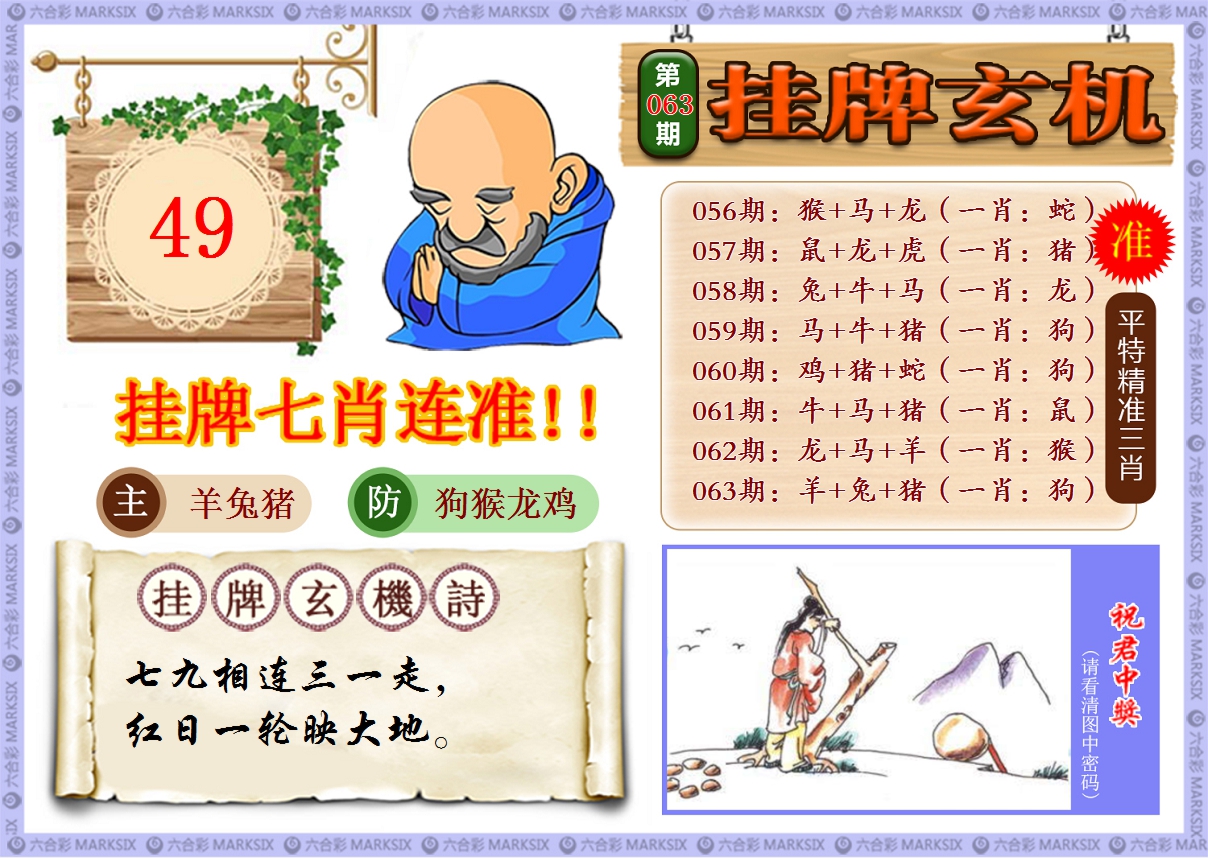 六合彩 MARKSIX
49
挂牌七肖连准!!
主 羊兔猪 防 狗猴龙鸡
挂牌玄機詩
七九相连三一走，
红日一轮映大地。
第063期
挂牌玄机
056期：猴+马+龙（一肖：蛇）
057期：鼠+龙+虎（一肖：猪）
058期：兔+牛+马（一肖：龙）
059期：马+牛+猪（一肖：狗）
060期：鸡+猪+蛇（一肖：狗）
061期：牛+马+猪（一肖：鼠）
062期：龙+马+羊（一肖：猴）
063期：羊+兔+猪（一肖：狗）
准
平特精准三肖
祝君中奖
（请看清图中密码）